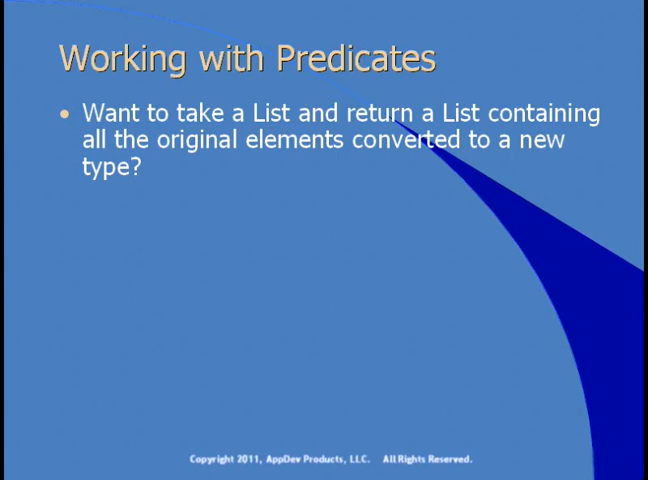 Working with Predicates
• Want to take a List and return a List containing
all the original elements converted to a new
type?
Copyright 2011, AppDev Products, LLC. All Rights Reserved.